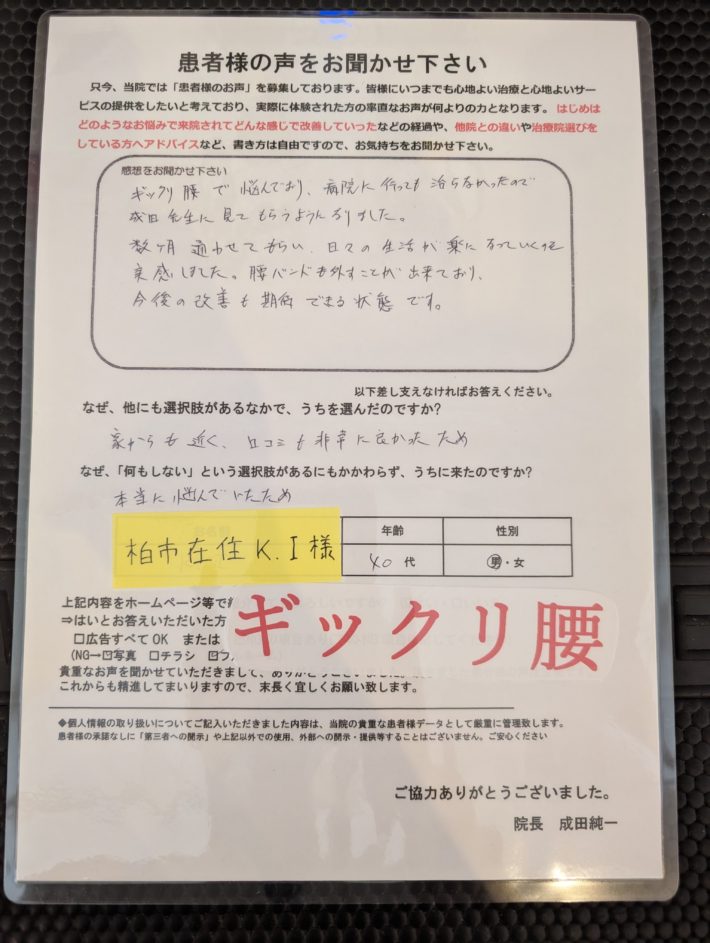 患者様の声をお聞かせ下さい
只今、当院では「患者様のお声」を募集しております。皆様にいつまでも心地よい治療と心地よいサー
ビスの提供をしたいと考えており、実際に体験された方の率直なお声が何よりの力となります。はじめは
どのようなお悩みで来院されてどんな感じで改善していったなどの経過や、他院との違いや治療院選びを
している方へアドバイスなど、書き方は自由ですので、お気持ちをお聞かせ下さい。
感想をお聞かせ下さい
ギックリ腰で悩んでおり、病院に行っても治らなかったので
成田先生に見てもらうようになりました。
数ヶ月通わせてもらい、日々の生活が楽になっていくのを
実感しました。腰バンドも外すことが出来ており、
今後の改善も期待できる状態です。
以下差し支えなければお答えください。
なぜ、他にも選択肢があるなかで、うちを選んだのですか?
家からも近く、口コミも非常に良かったため
なぜ、「何もしない」という選択肢があるにもかかわらず、うちに来たのですか?
本当に悩んでいたため
年齢 性別
柏市在住K.I様 40代 男・女
上記内容をホームページ等で
⇒はいとお答えいただいた方
□広告すべてOK または
(NG→☑写真 □チラシ ☑フ
ギックリ腰
貴重なお声を聞かせていただきまして、ありがとうございました。
これからも精進してまいりますので、末長く宜しくお願い致します。
◆個人情報の取り扱いについてご記入いただきました内容は、当院の貴重な患者様データとして厳重に管理致します。
患者様の承諾なしに「第三者への開示」や上記以外での使用、外部への開示・提供等することはございません。ご安心ください
ご協力ありがとうございました。
院長 成田純一